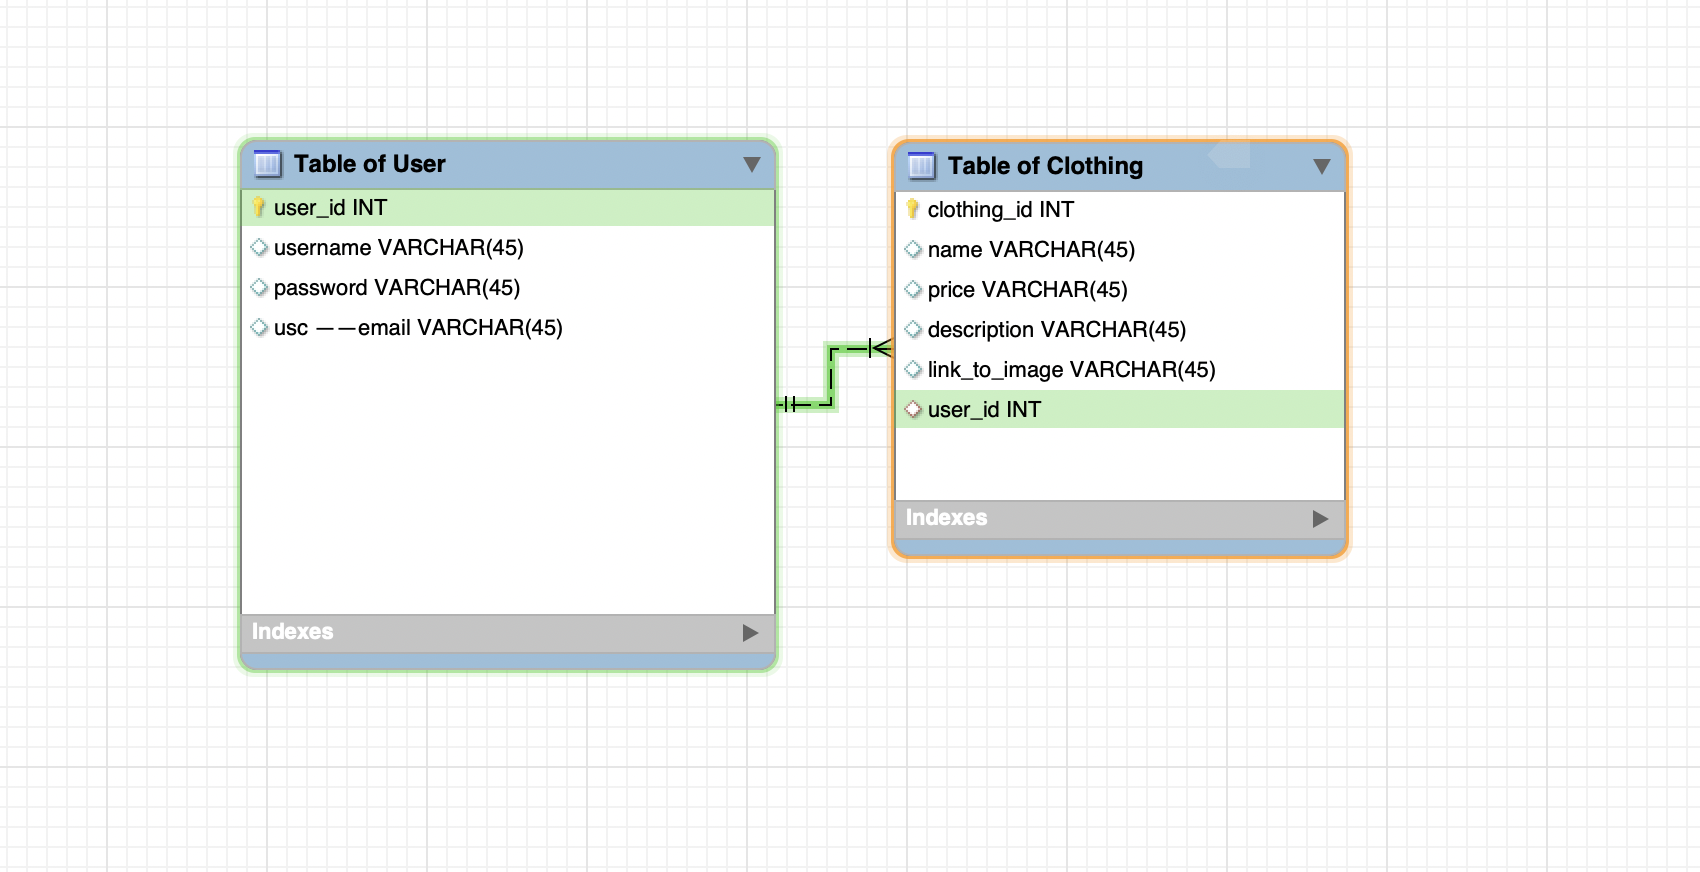 Table of User
user_id INT
username VARCHAR(45)
password VARCHAR(45)
usc ——email VARCHAR(45)
Indexes
Table of Clothing
clothing_id INT
name VARCHAR(45)
price VARCHAR(45)
description VARCHAR(45)
link_to_image VARCHAR(45)
user_id INT
Indexes